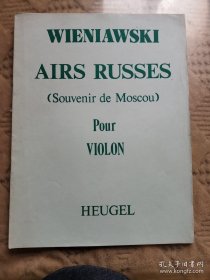 WIENIAWSKI
AIRS RUSSES
(Souvenir de Moscou)
Pour
VIOLON
HEUGEL